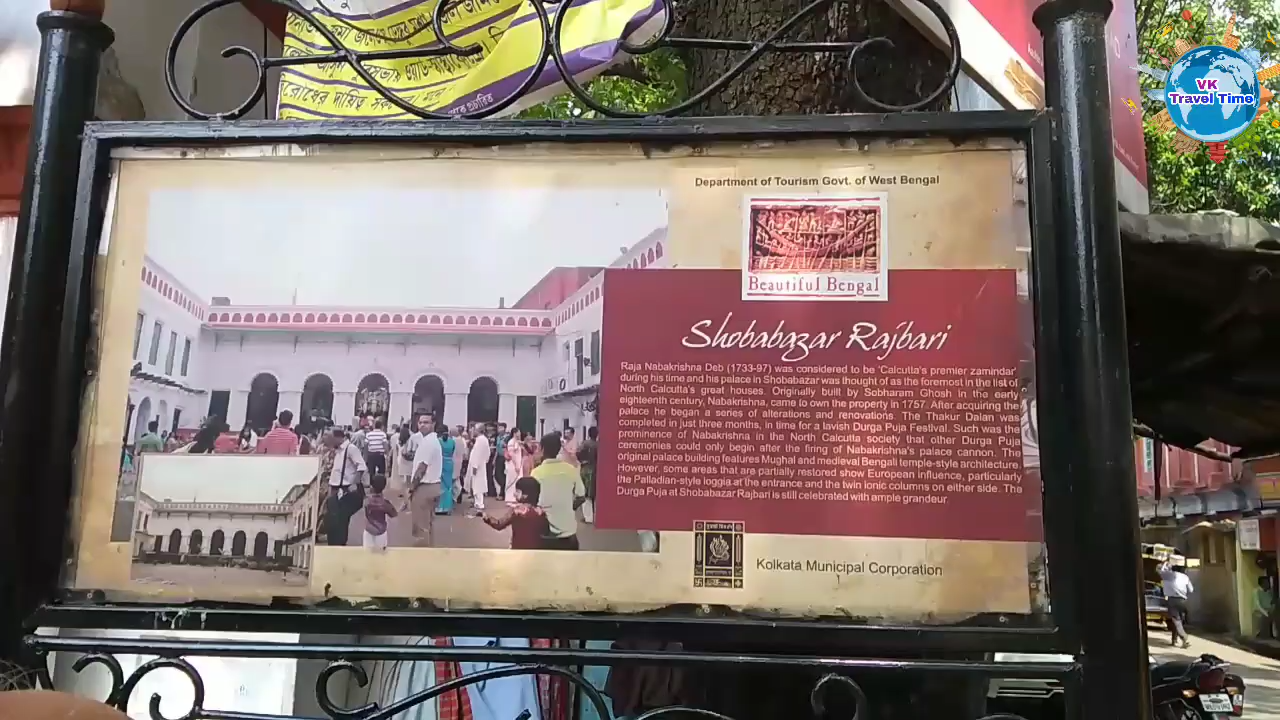 VK
Travel Time
Department of Tourism Govt. of West Bengal
Beautiful Bengal
Shobabazar Rajbari
Raja Nabakrishna Deb (1733-97) was considered to be 'Calcutta's premier zamindar'
during his time and his palace in Shobabazar was thought of as the foremost in the list of
North Calcutta's great houses. Originally built by Sobharam Ghosh in the early
eighteenth century, Nabakrishna, came to own the property in 1757. After acquiring the
palace he began a series of alterations and renovations. The Thakur Dalan was
completed in just three months, in time for a lavish Durga Puja Festival. Such was the
prominence of Nabakrishna in the North Calcutta society that other Durga Puja
ceremonies could only begin after the firing of Nabakrishna's palace cannon. The
original palace building features Mughal and medieval Bengali temple-style architecture.
However, some areas that are partially restored show European influence, particularly
the Palladian-style loggia at the entrance and the twin ionic columns on either side. The
Durga Puja at Shobabazar Rajbari is still celebrated with ample grandeur.
Kolkata Municipal Corporation